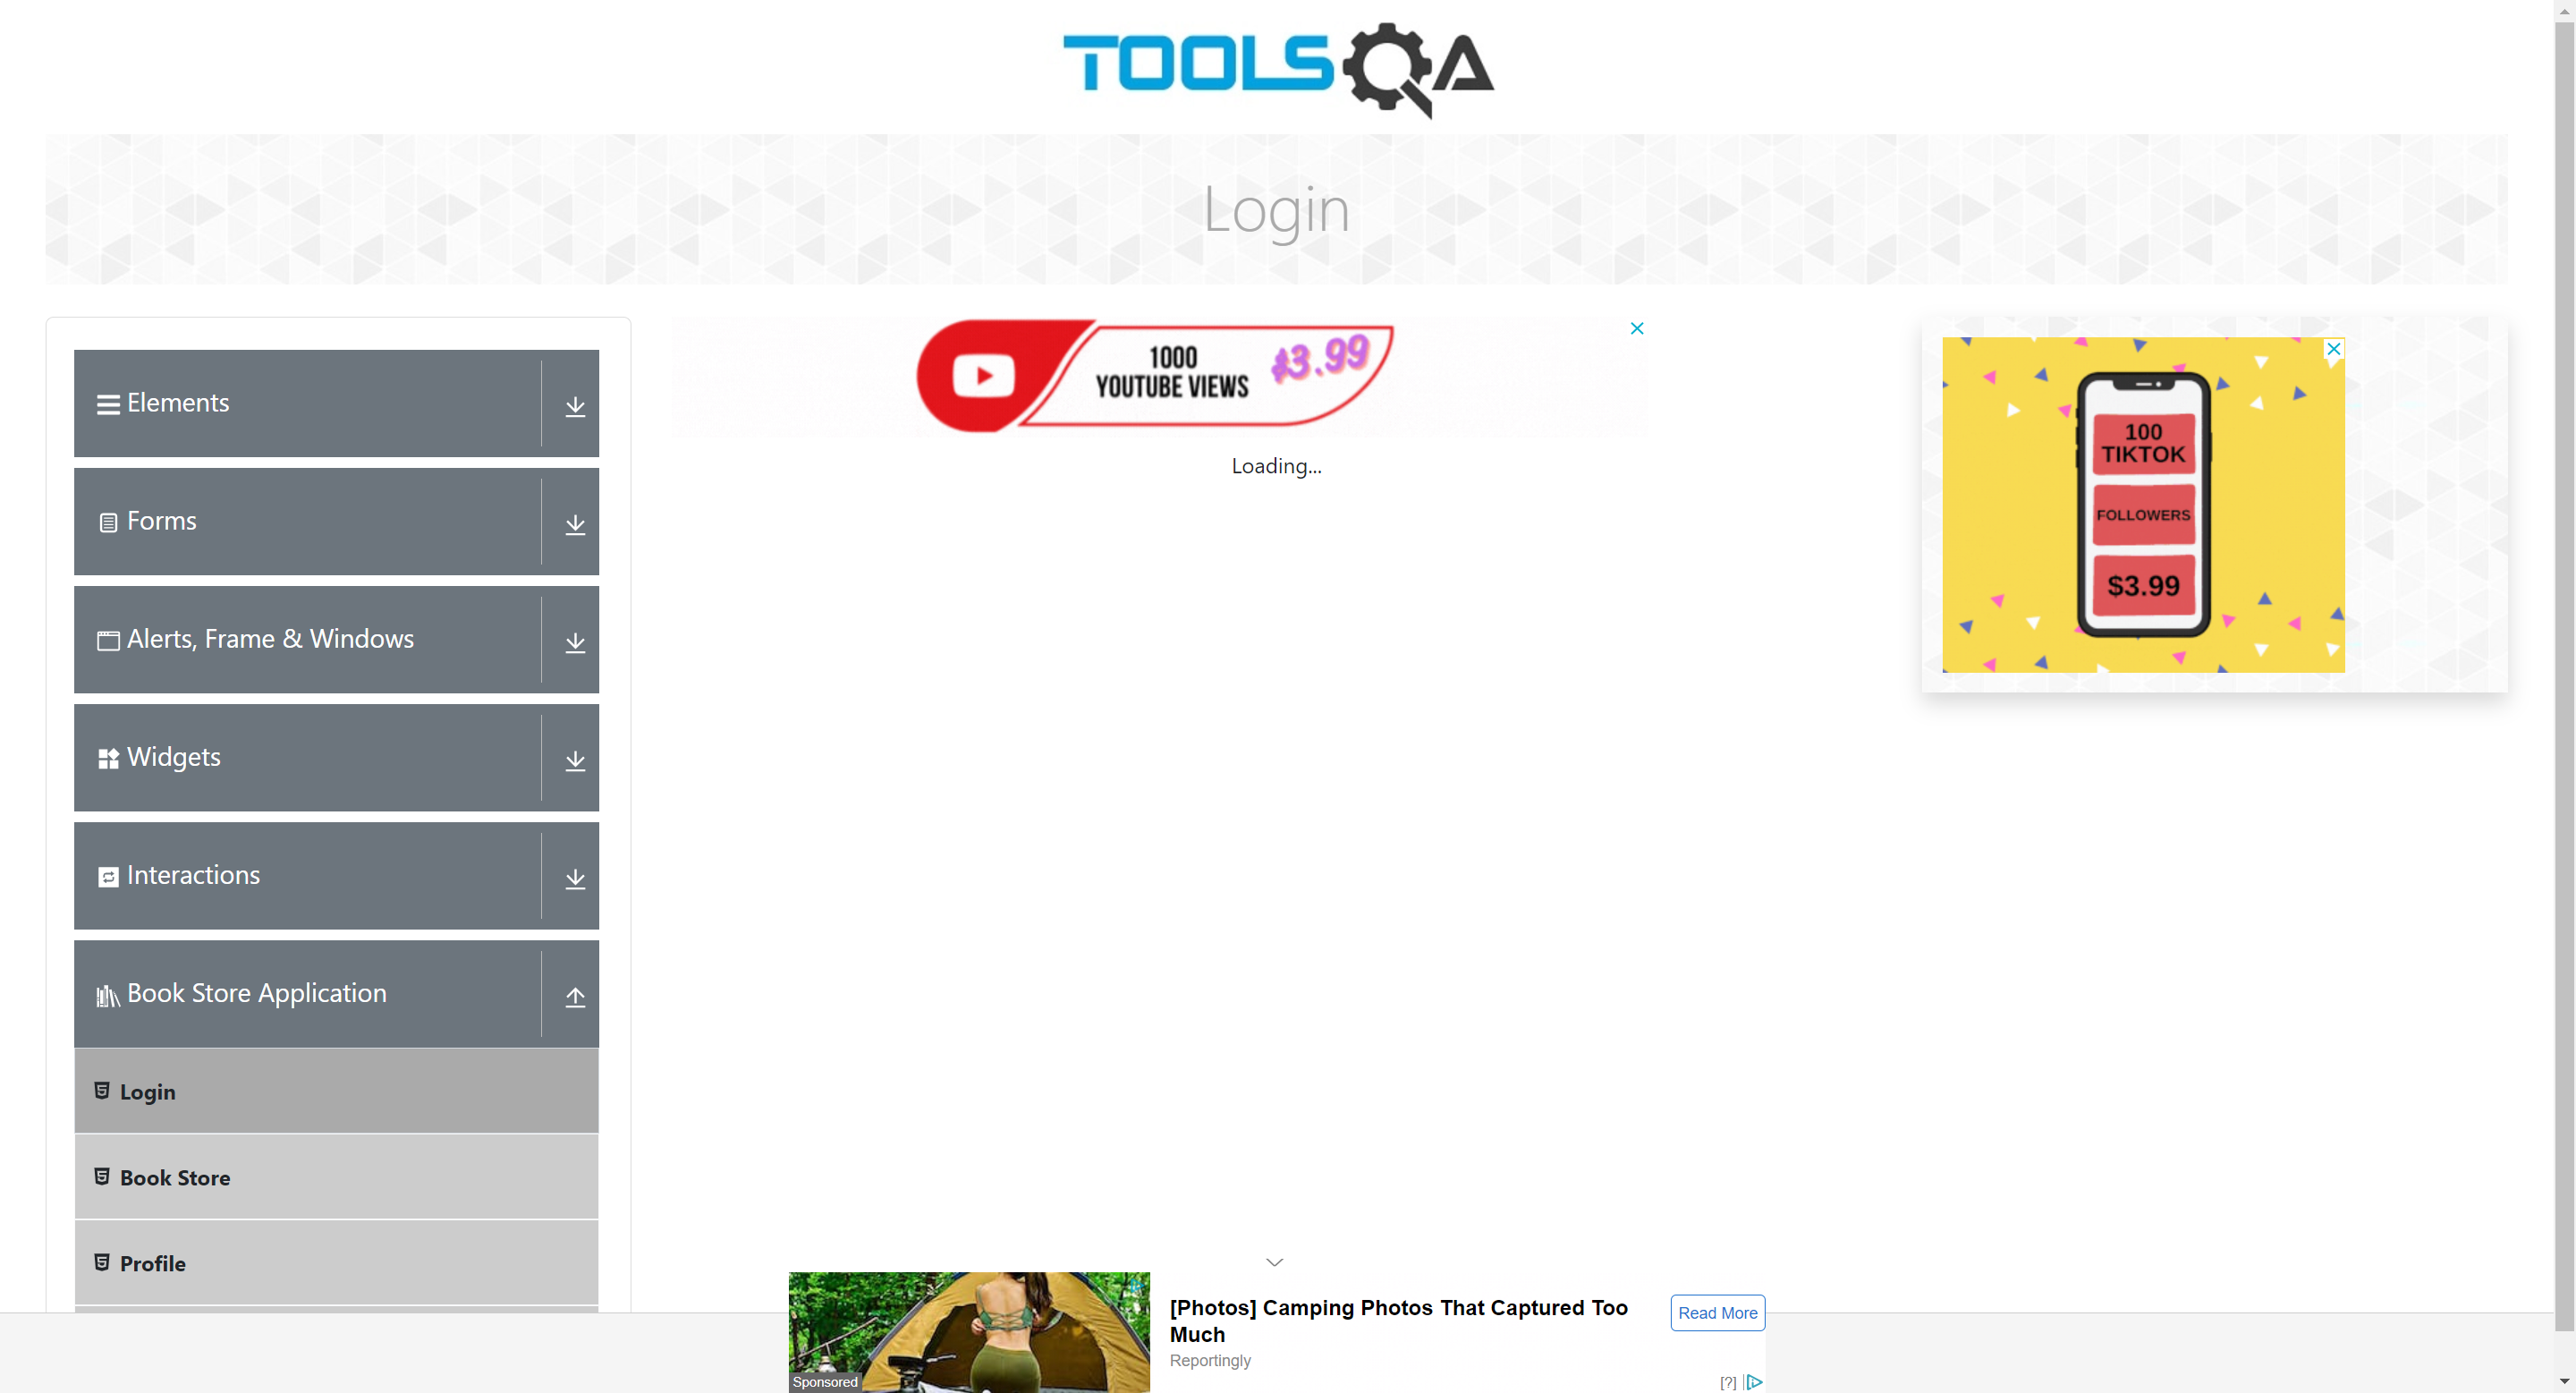 TOOLSQA
Login
Elements
Forms
Alerts, Frame & Windows
Widgets
Interactions
Book Store Application
Login
Book Store
Profile
1000
YOUTUBE VIEWS
$3.99
Loading...
100
TIKTOK
FOLLOWERS
$3.99
[Photos] Camping Photos That Captured Too
Much
Reportingly
Read More
Sponsored
[?]